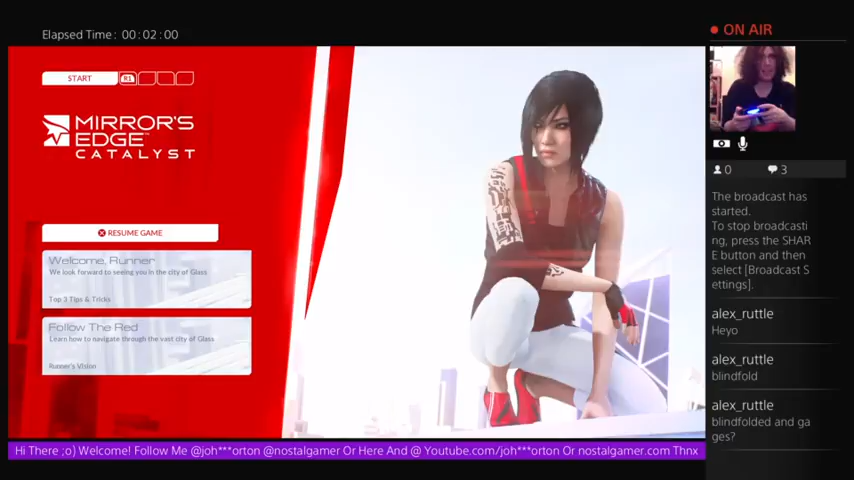 Elapsed Time: 00:02:00
ON AIR
START
R1
MIRROR'S
EDGE™
CATALYST
RESUME GAME
Welcome, Runner
We look forward to seeing you in the city of Glass
Top 3 Tips & Tricks
Follow The Red
Learn how to navigate through the vast city of Glass
Runner's Vision
0
3
The broadcast has
started.
To stop broadcasti
ng, press the SHAR
E button and then
select [Broadcast S
ettings].
alex_ruttle
Heyo
alex_ruttle
blindfold
alex_ruttle
blindfolded and ga
ges?
Hi There ;o) Welcome! Follow Me @joh***orton @nostalgamer Or Here And @ Youtube.com/joh***orton Or nostalgamer.com Thnx